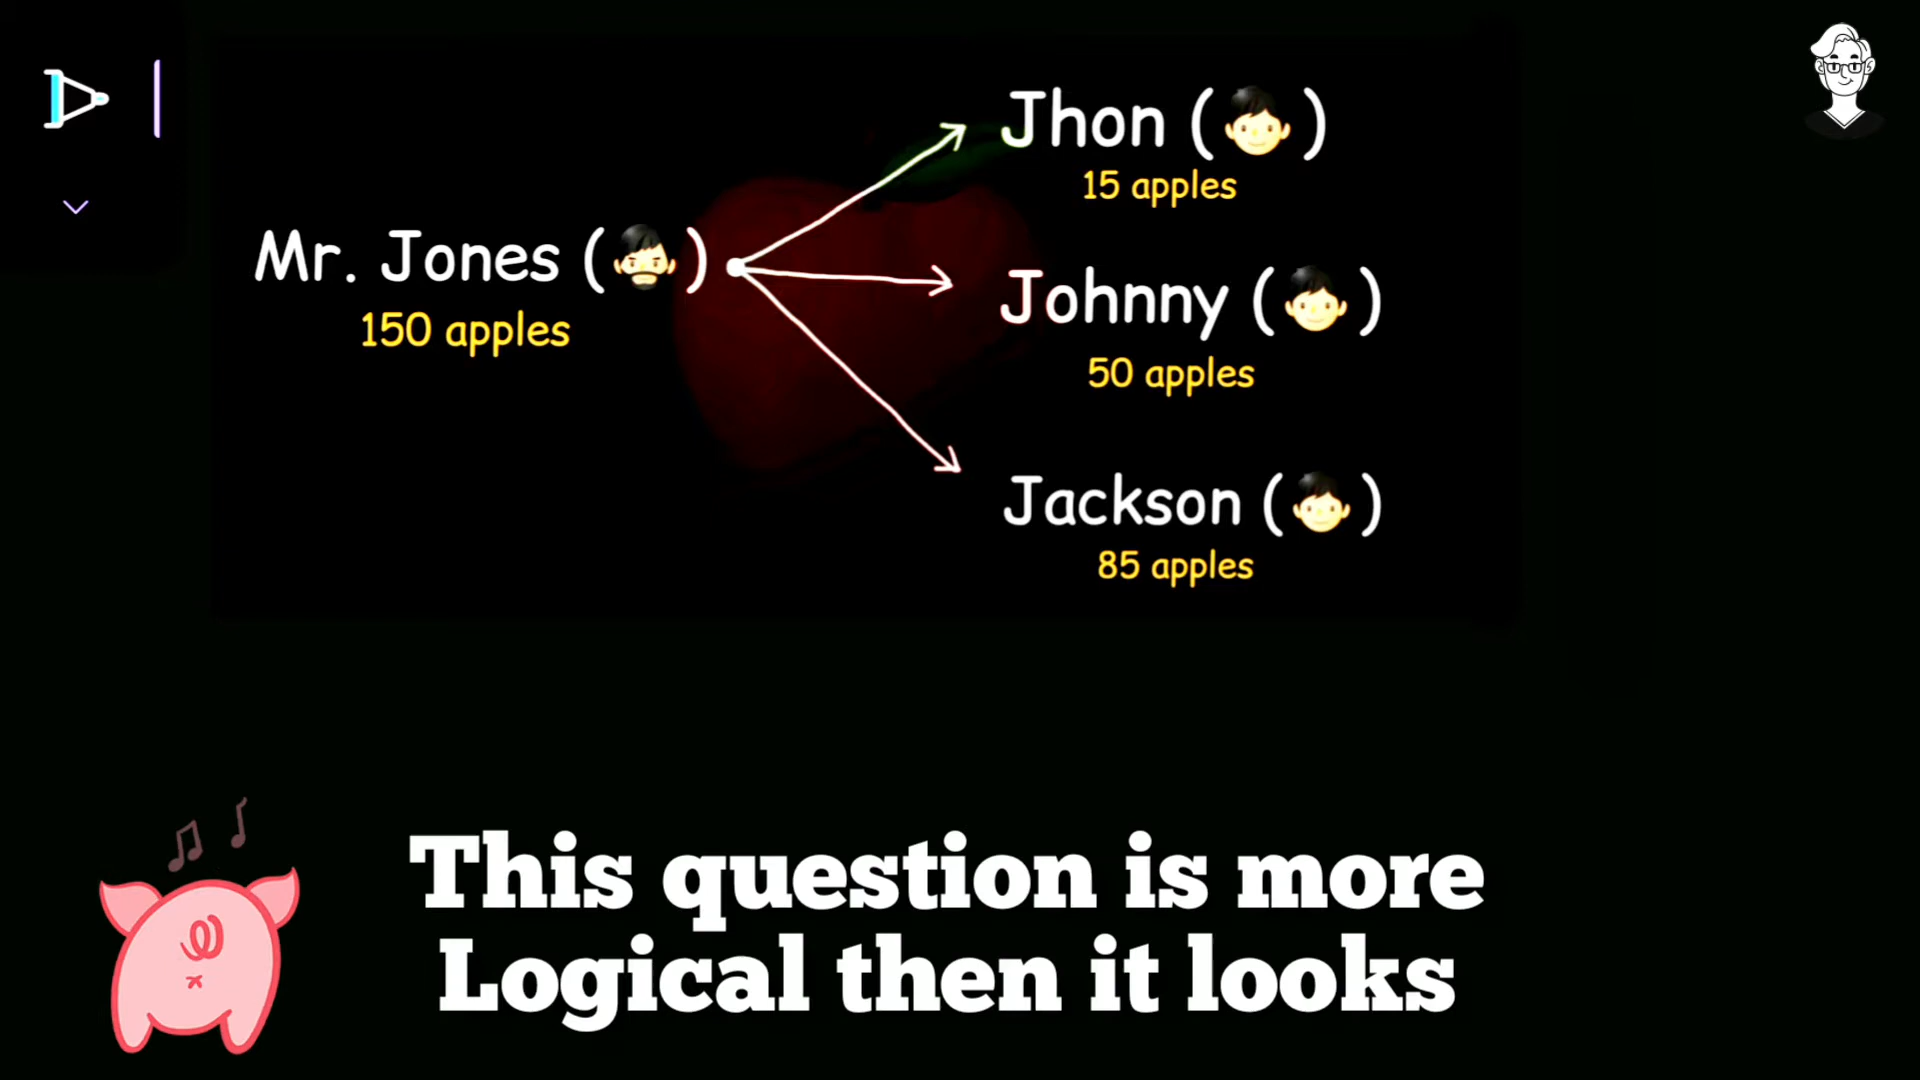 Jhon ( )
15 apples
Mr. Jones ( )
150 apples
Johnny ( )
50 apples
Jackson ( )
85 apples
This question is more
Logical then it looks